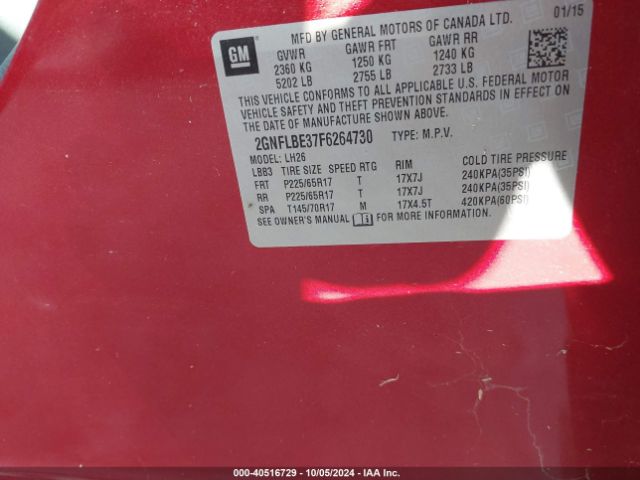 GM
MFD BY GENERAL MOTORS OF CANADA LTD. 01/15
GVWR GAWR FRT GAWR RR
2360 KG 1250 KG 1240 KG
5202 LB 2755 LB 2733 LB
THIS VEHICLE CONFORMS TO ALL APPLICABLE U.S. FEDERAL MOTOR
VEHICLE SAFETY AND THEFT PREVENTION STANDARDS IN EFFECT ON
THE DATE OF MANUFACTURE SHOWN ABOVE.
2GNFLBE37F6264730 TYPE: M.P.V.
MODEL: LH26
LBB3 TIRE SIZE SPEED RTG RIM COLD TIRE PRESSURE
FRT P225/65R17 T 17X7J 240KPA(35PSI)
RR P225/65R17 T 17X7J 240KPA(35PSI)
SPA T145/70R17 M 17X4.5T 420KPA(60PSI)
SEE OWNER'S MANUAL FOR MORE INFORMATION.
000-40516729 - 10/05/2024 - IAA Inc.